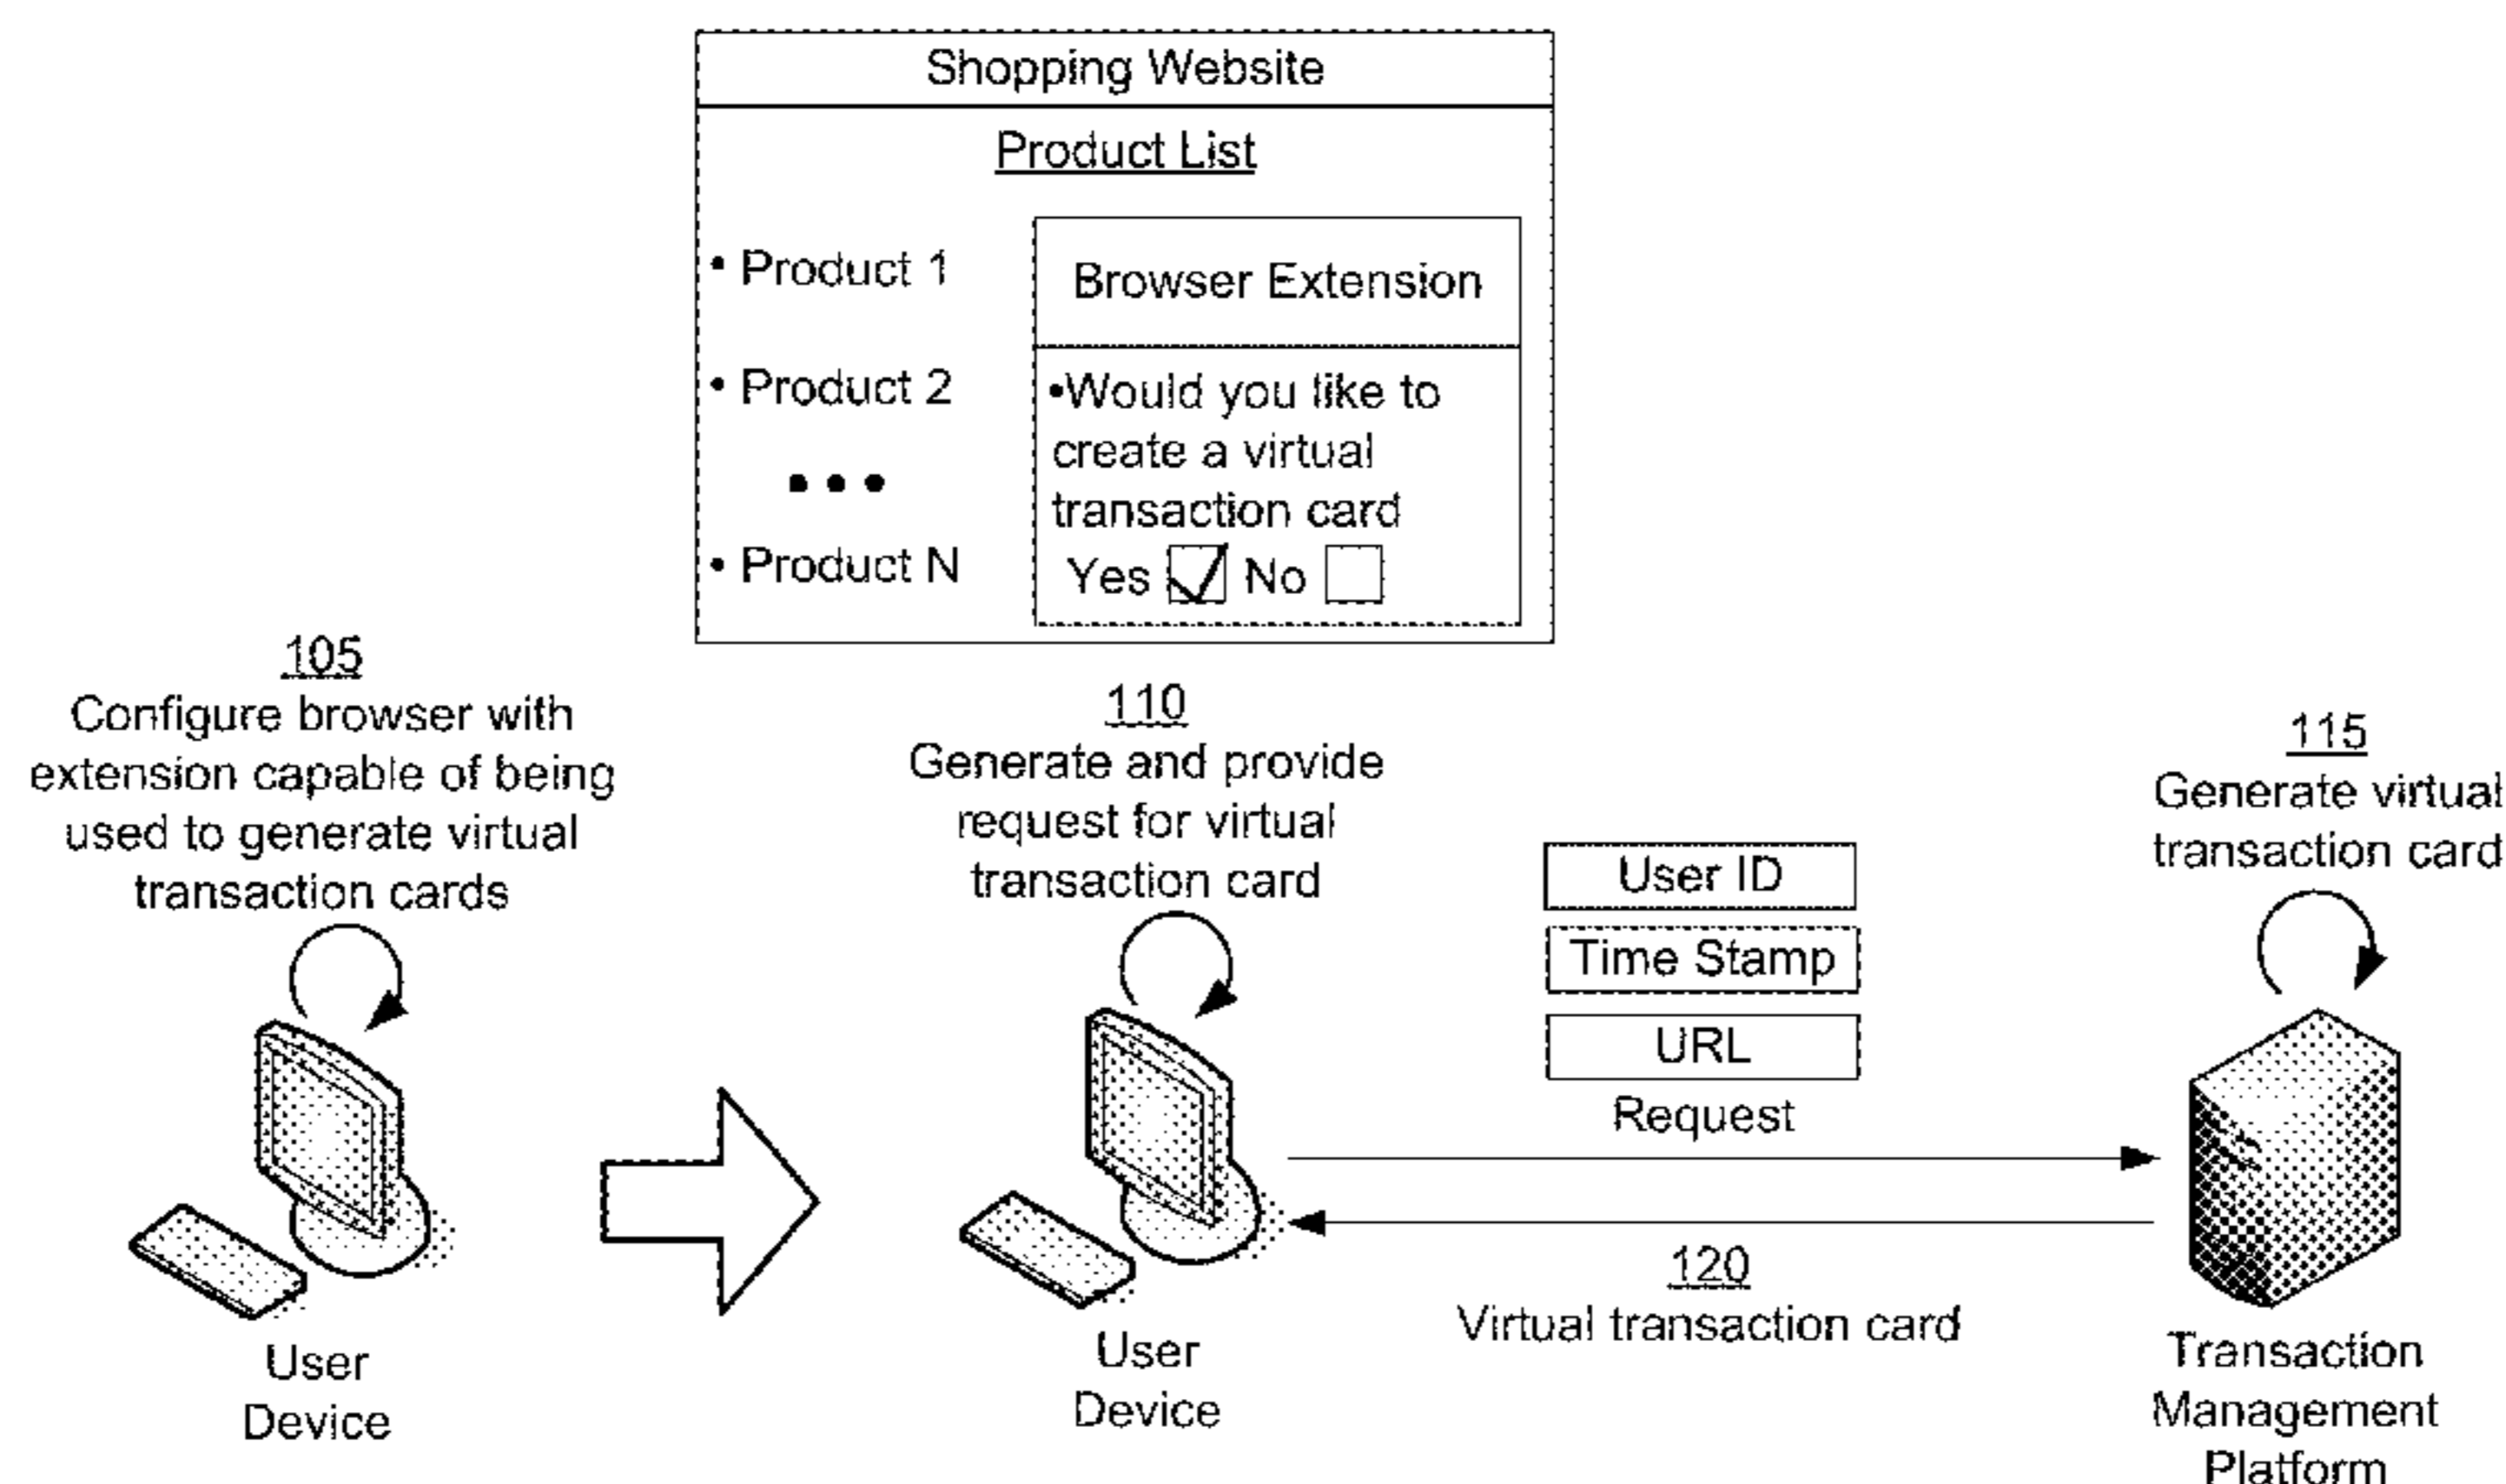 Shopping Website
Product List
• Product 1
• Product 2
• • •
• Product N
Browser Extension
•Would you like to
create a virtual
transaction card
Yes No
105
Configure browser with
extension capable of being
used to generate virtual
transaction cards
User
Device
110
Generate and provide
request for virtual
transaction card
User
Device
User ID
Time Stamp
URL
Request
120
Virtual transaction card
115
Generate virtual
transaction card
Transaction
Management
Platform